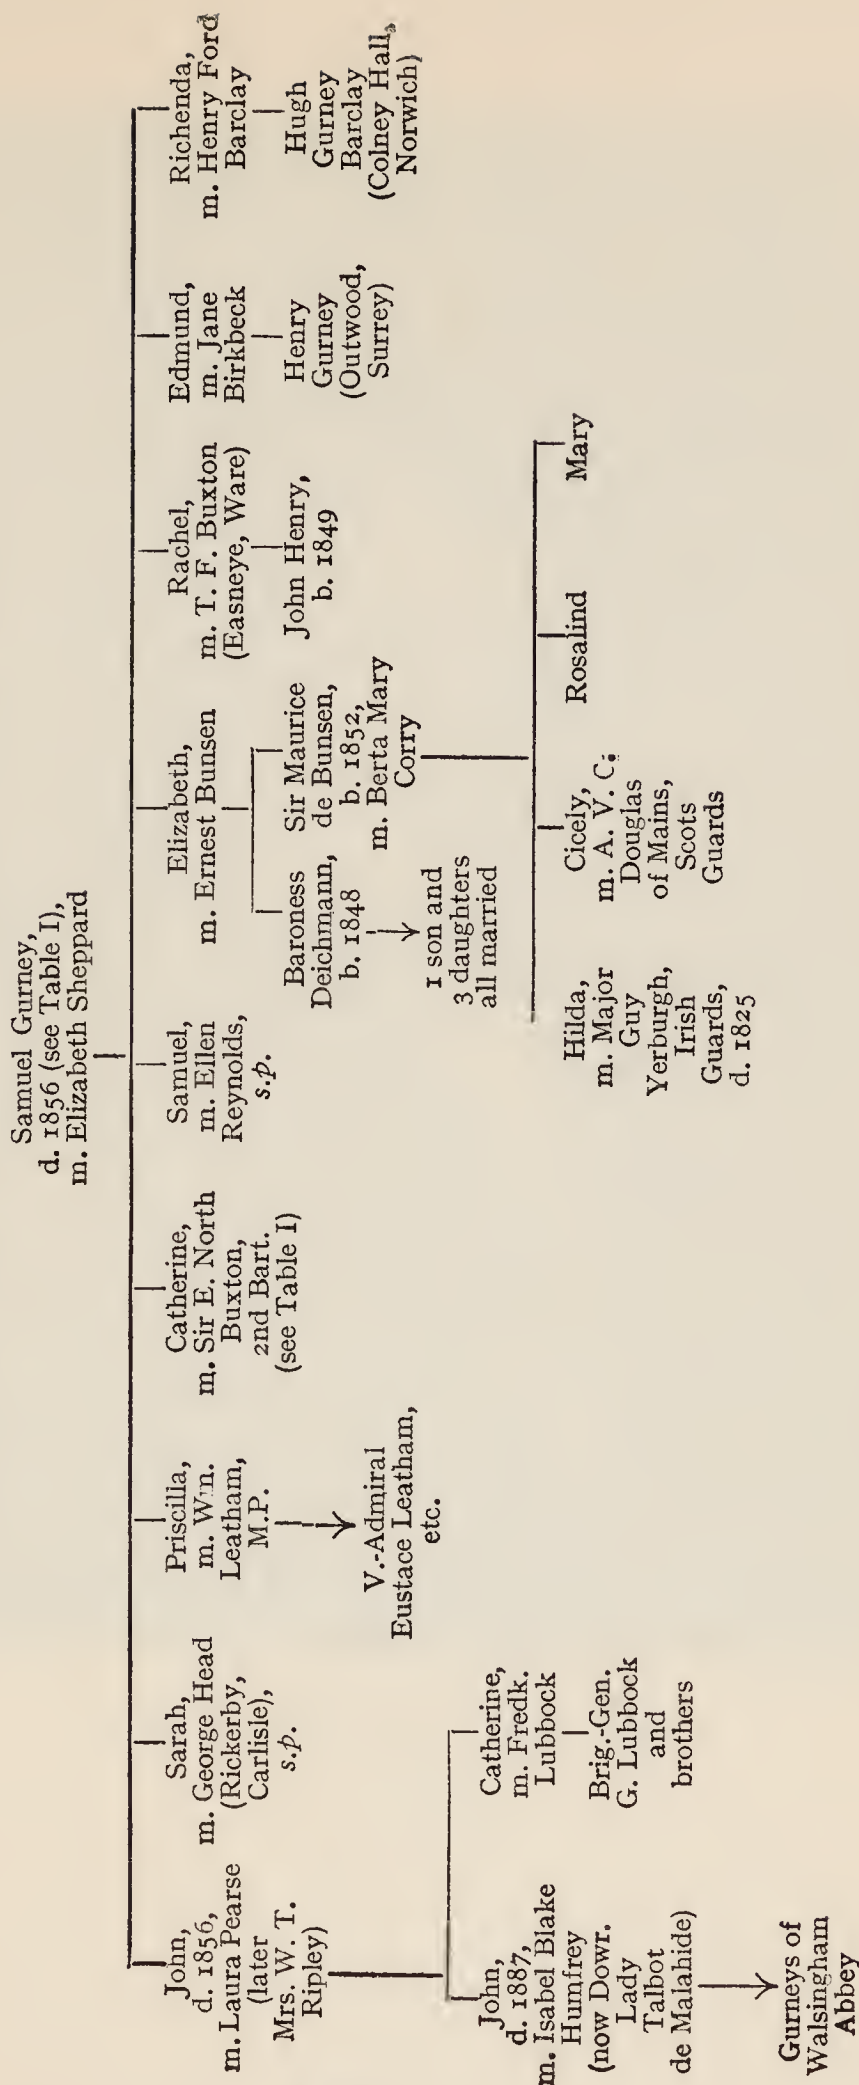 Samuel Gurney,
d. 1856 (see Table I),
m. Elizabeth Sheppard
John,
d. 1856,
m. Laura Pearse
(later
Mrs. W. T.
Ripley)
Sarah,
m. George Head
(Rickerby,
Carlisle),
s.p.
Priscilla,
m. Wm.
Leatham,
M.P.
Catherine,
m. Sir E. North
Buxton,
2nd Bart.
(see Table I)
Samuel,
m. Ellen
Reynolds,
s.p.
Elizabeth,
m. Ernest Bunsen
Rachel,
m. T. F. Buxton
(Easneye, Ware)
Edmund,
m. Jane
Birkbeck
Richenda,
m. Henry Ford
Barclay
John,
d. 1887,
m. Isabel Blake
Humfrey
(now Dowr.
Lady
Talbot
de Malahide)
Catherine,
m. Fredk.
Lubbock
V.-Admiral
Eustace Leatham,
etc.
Baroness
Deichmann,
b. 1848
Sir Maurice
de Bunsen,
b. 1852,
m. Berta Mary
Corry
John Henry,
b. 1849
Henry
Gurney
(Outwood,
Surrey)
Hugh
Gurney
Barclay
(Colney Hall,
Norwich)
Gurneys of
Walsingham
Abbey
Brig.-Gen.
G. Lubbock
and
brothers
1 son and
3 daughters
all married
Hilda,
m. Major
Guy
Yerburgh,
Irish
Guards,
d. 1825
Cicely,
m. A. V. C.
Douglas
of Mains,
Scots
Guards
Rosalind
Mary